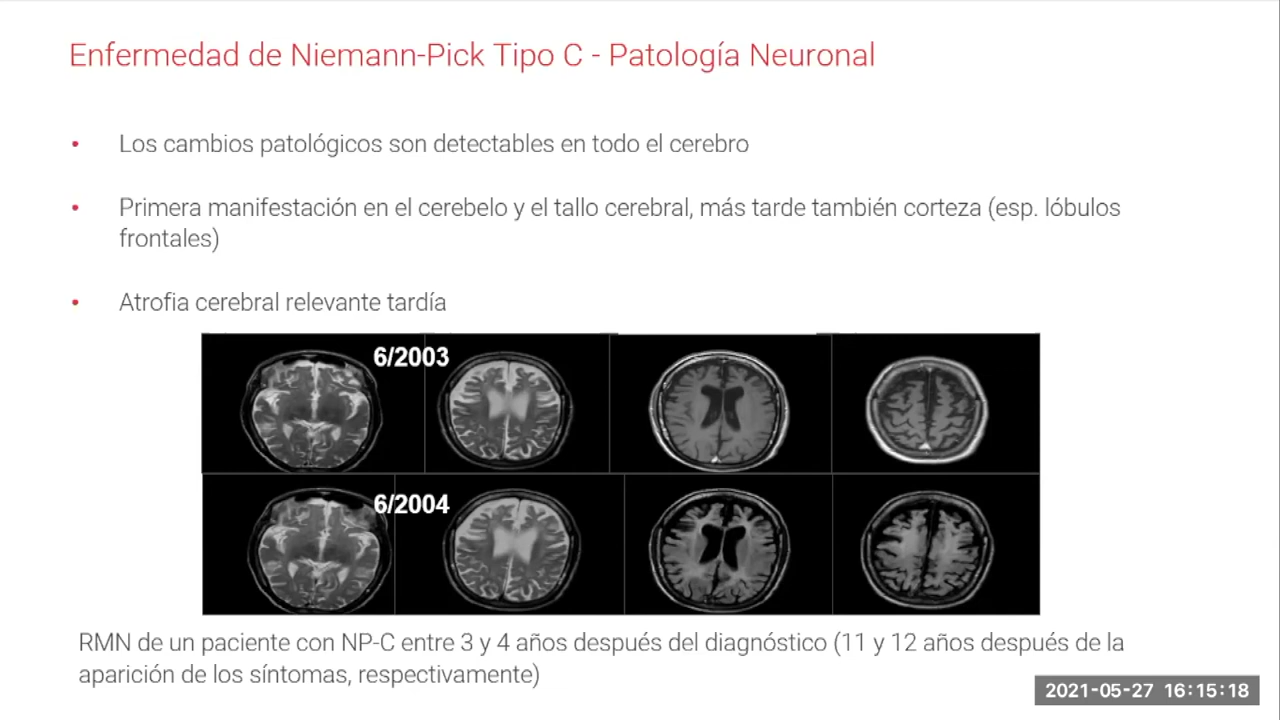 Enfermedad de Niemann-Pick Tipo C - Patología Neuronal
• Los cambios patológicos son detectables en todo el cerebro
• Primera manifestación en el cerebelo y el tallo cerebral, más tarde también corteza (esp. lóbulos
frontales)
• Atrofia cerebral relevante tardía
6/2003
6/2004
RMN de un paciente con NP-C entre 3 y 4 años después del diagnóstico (11 y 12 años después de la
aparición de los síntomas, respectivamente)
2021-05-27 16:15:18